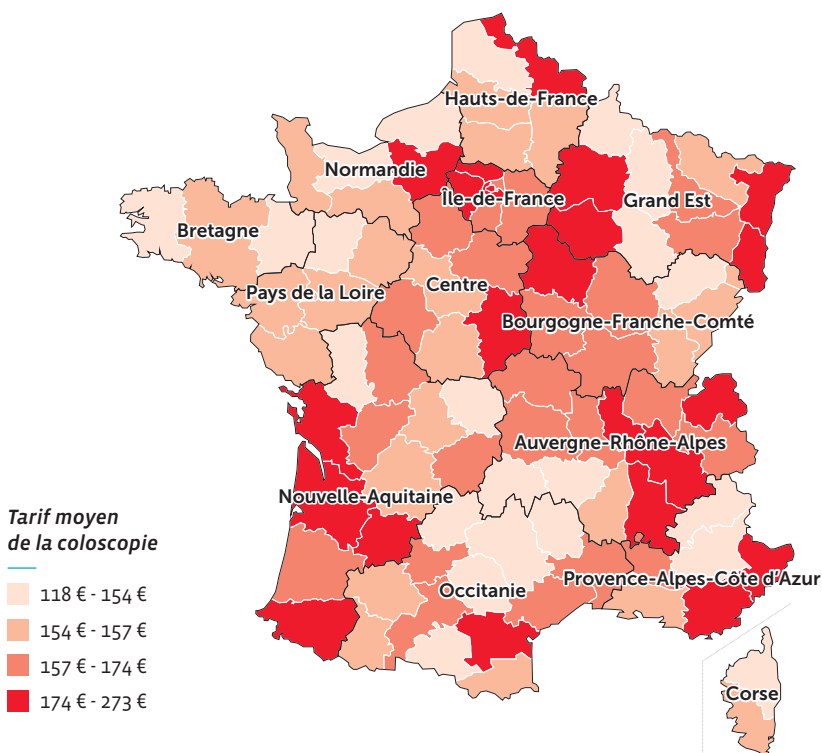 Hauts-de-France
Normandie
Île-de-France
Grand Est
Bretagne
Pays de la Loire
Centre
Bourgogne-Franche-Comté
Auvergne-Rhône-Alpes
Nouvelle-Aquitaine
Occitanie
Provence-Alpes-Côte d'Azur
Corse
Tarif moyen
de la coloscopie
118 € - 154 €
154 € - 157 €
157 € - 174 €
174 € - 273 €